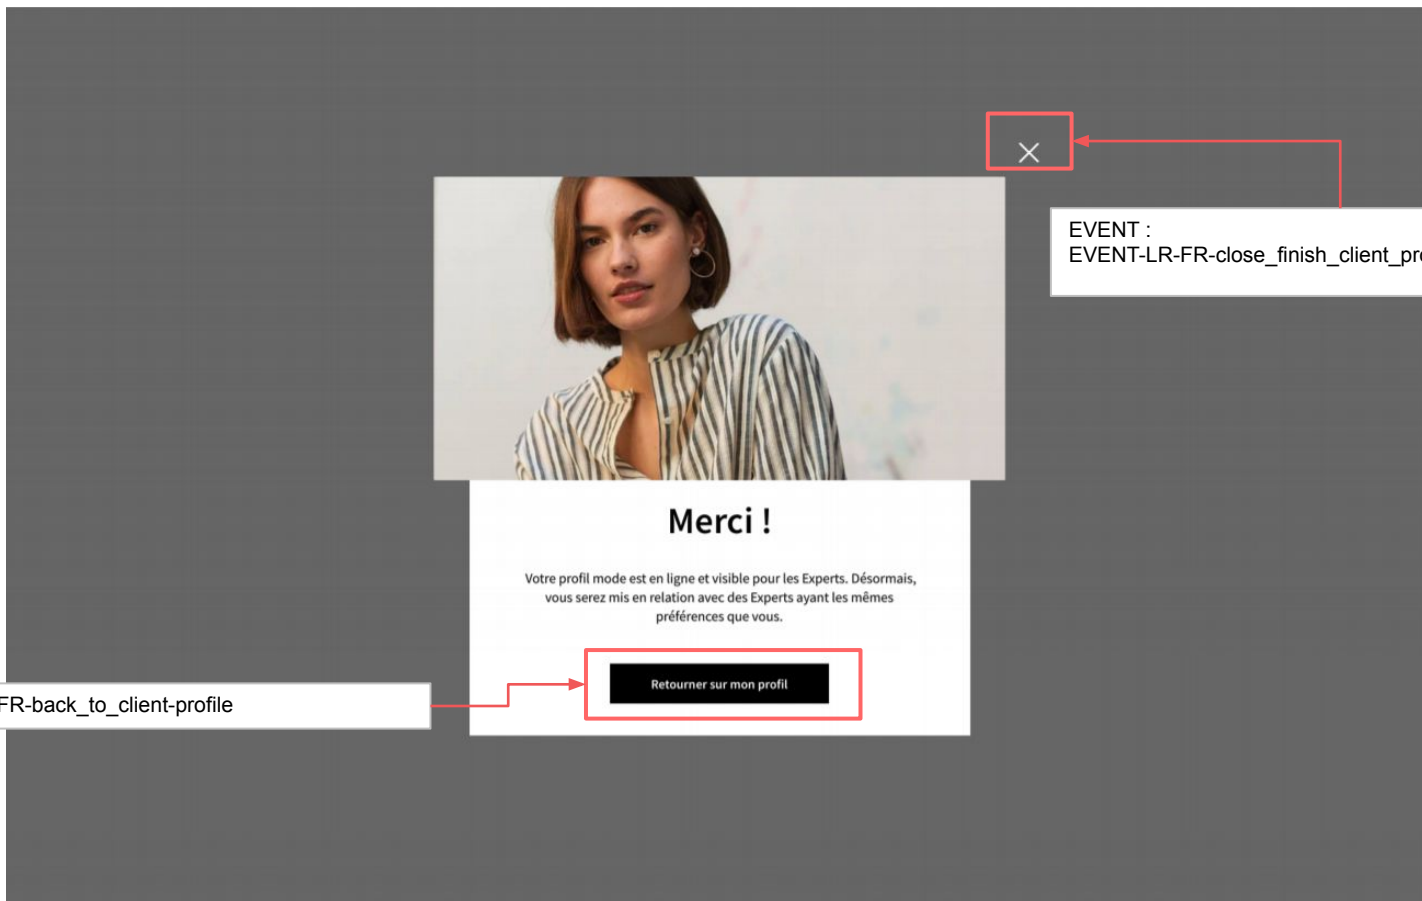 EVENT :
EVENT-LR-FR-close_finish_client_pr
Merci !
Votre profil mode est en ligne et visible pour les Experts. Désormais,
vous serez mis en relation avec des Experts ayant les mêmes
préférences que vous.
Retourner sur mon profil
FR-back_to_client-profile